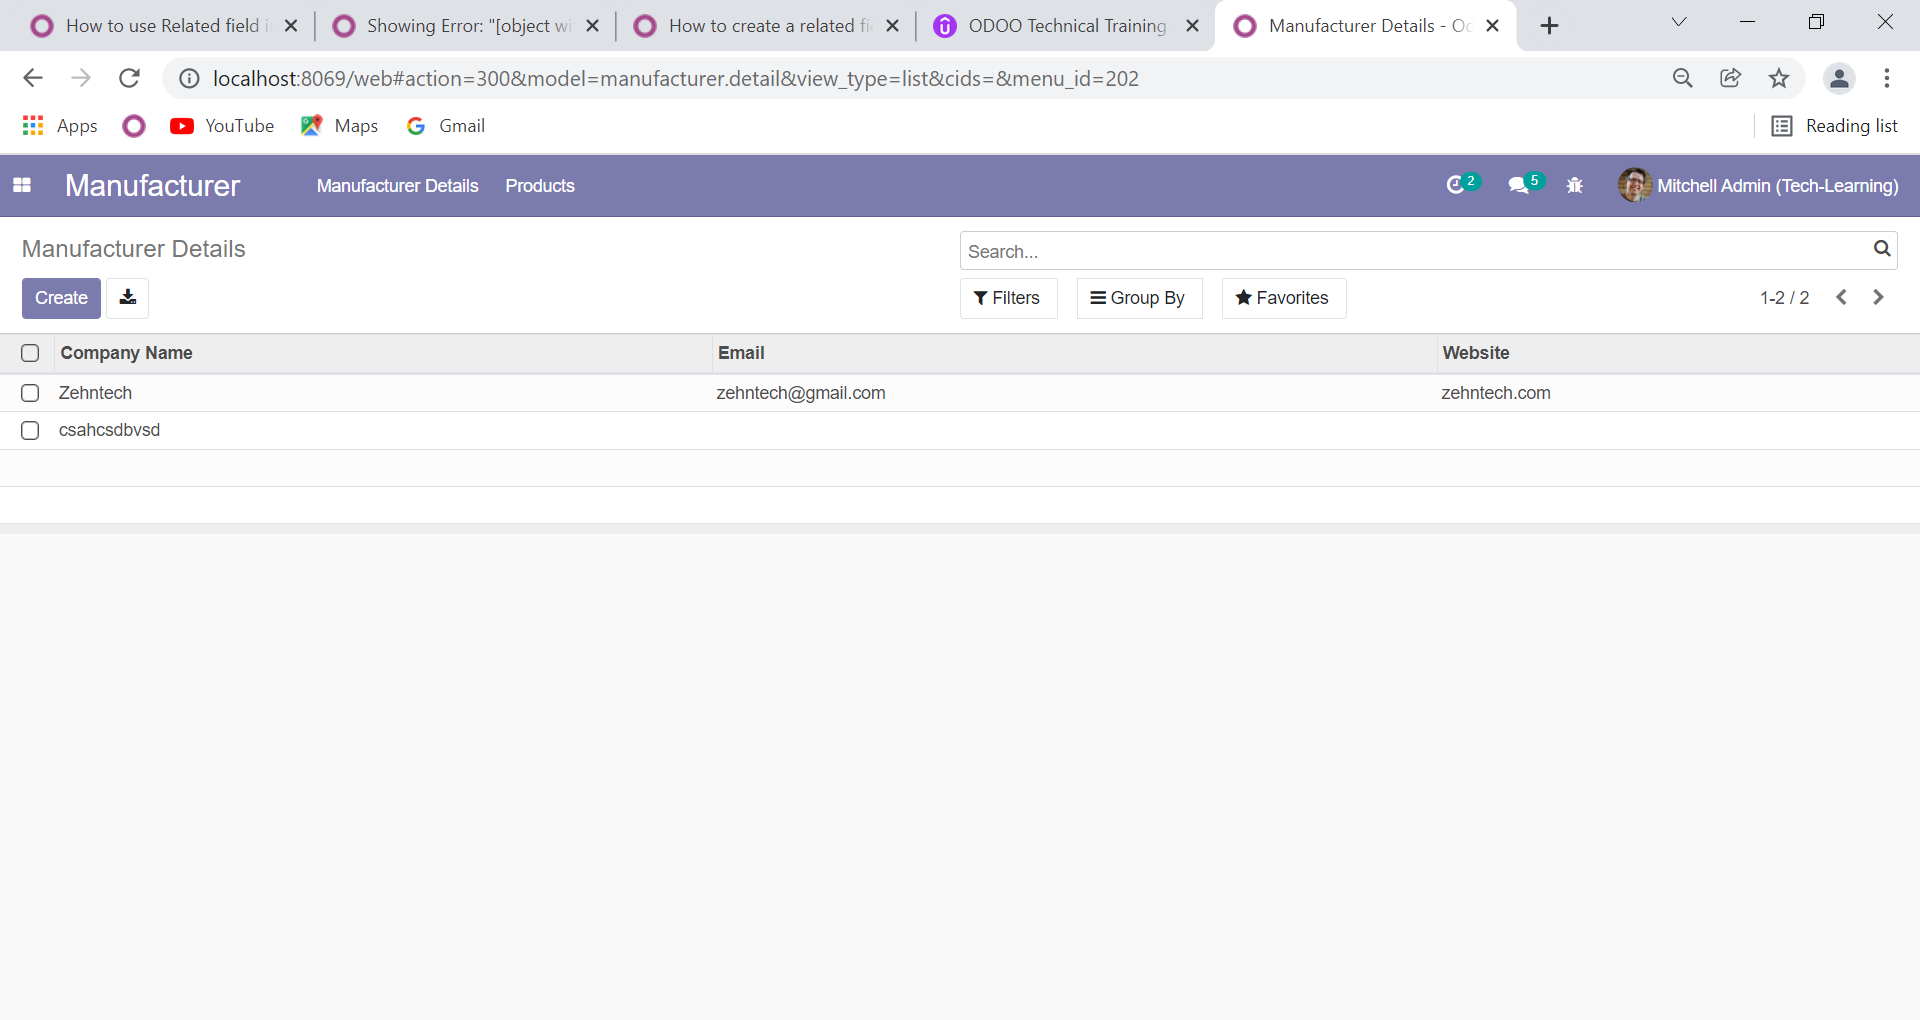 How to use Related field i
Showing Error: "[object wi
How to create a related fi
ODOO Technical Training
Manufacturer Details - Oc
localhost:8069/web#action=300&model=manufacturer.detail&view_type=list&cids=&menu_id=202
Apps
YouTube
Maps
Gmail
Reading list
Manufacturer
Manufacturer Details
Products
2
5
Mitchell Admin (Tech-Learning)
Manufacturer Details
Search...
Create
Filters
Group By
Favorites
1-2 / 2
Company Name Email Website
Zehntech zehntech@gmail.com zehntech.com
csahcsdbvsd